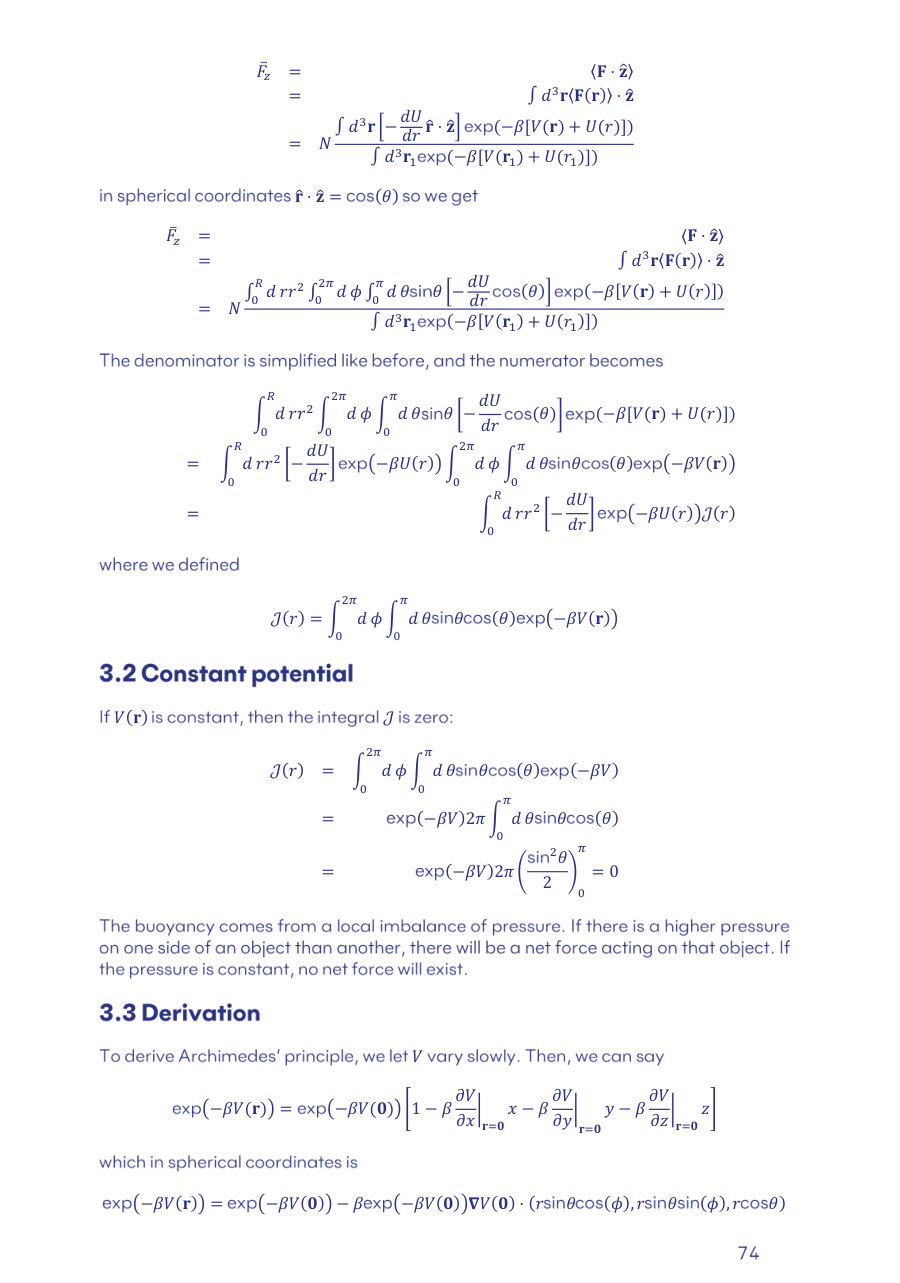 F̄_z = ⟨𝐅 · 𝐳̂⟩
= ∫ d³𝐫⟨𝐅(𝐫)⟩ · 𝐳̂
= N ∫ d³𝐫 [− dU/dr 𝐫̂ · 𝐳̂] exp(−β[V(𝐫) + U(r)]) / ∫ d³𝐫₁exp(−β[V(𝐫₁) + U(r₁)])
in spherical coordinates 𝐫̂ · 𝐳̂ = cos(θ) so we get
F̄_z = ⟨𝐅 · 𝐳̂⟩
= ∫ d³𝐫⟨𝐅(𝐫)⟩ · 𝐳̂
= N ∫₀^R d rr² ∫₀^{2π} d ϕ ∫₀^π d θsinθ [− dU/dr cos(θ)] exp(−β[V(𝐫) + U(r)]) / ∫ d³𝐫₁exp(−β[V(𝐫₁) + U(r₁)])
The denominator is simplified like before, and the numerator becomes
∫₀^R d rr² ∫₀^{2π} d ϕ ∫₀^π d θsinθ [− dU/dr cos(θ)] exp(−β[V(𝐫) + U(r)])
= ∫₀^R d rr² [− dU/dr] exp(−βU(r)) ∫₀^{2π} d ϕ ∫₀^π d θsinθcos(θ)exp(−βV(𝐫))
= ∫₀^R d rr² [− dU/dr] exp(−βU(r))𝒥(r)
where we defined
𝒥(r) = ∫₀^{2π} d ϕ ∫₀^π d θsinθcos(θ)exp(−βV(𝐫))
3.2 Constant potential
If V(𝐫) is constant, then the integral 𝒥 is zero:
𝒥(r) = ∫₀^{2π} d ϕ ∫₀^π d θsinθcos(θ)exp(−βV)
= exp(−βV)2π ∫₀^π d θsinθcos(θ)
= exp(−βV)2π (sin²θ / 2)₀^π = 0
The buoyancy comes from a local imbalance of pressure. If there is a higher pressure
on one side of an object than another, there will be a net force acting on that object. If
the pressure is constant, no net force will exist.
3.3 Derivation
To derive Archimedes’ principle, we let V vary slowly. Then, we can say
exp(−βV(𝐫)) = exp(−βV(𝟎)) [1 − β ∂V/∂x|_{𝐫=𝟎} x − β ∂V/∂y|_{𝐫=𝟎} y − β ∂V/∂z|_{𝐫=𝟎} z]
which in spherical coordinates is
exp(−βV(𝐫)) = exp(−βV(𝟎)) − βexp(−βV(𝟎))𝛁V(𝟎) · (rsinθcos(ϕ), rsinθsin(ϕ), rcosθ)
74